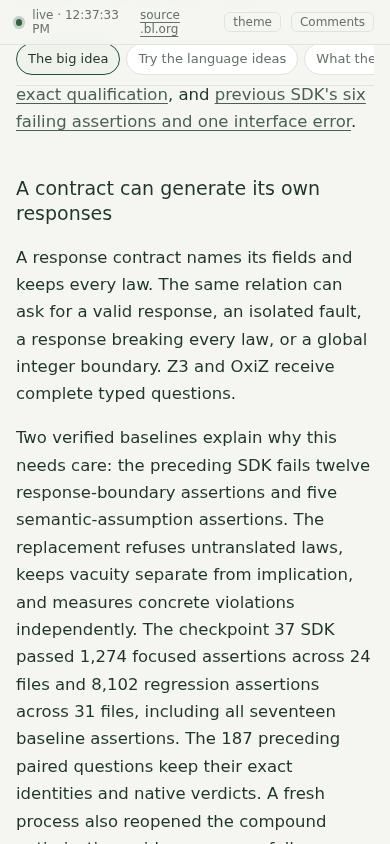 live · 12:37:33 PM
source .bl.org
theme
Comments
The big idea
Try the language ideas
What the
exact qualification, and previous SDK's six
failing assertions and one interface error.
A contract can generate its own
responses
A response contract names its fields and
keeps every law. The same relation can
ask for a valid response, an isolated fault,
a response breaking every law, or a global
integer boundary. Z3 and OxiZ receive
complete typed questions.
Two verified baselines explain why this
needs care: the preceding SDK fails twelve
response-boundary assertions and five
semantic-assumption assertions. The
replacement refuses untranslated laws,
keeps vacuity separate from implication,
and measures concrete violations
independently. The checkpoint 37 SDK
passed 1,274 focused assertions across 24
files and 8,102 regression assertions
across 31 files, including all seventeen
baseline assertions. The 187 preceding
paired questions keep their exact
identities and native verdicts. A fresh
process also reopened the compound